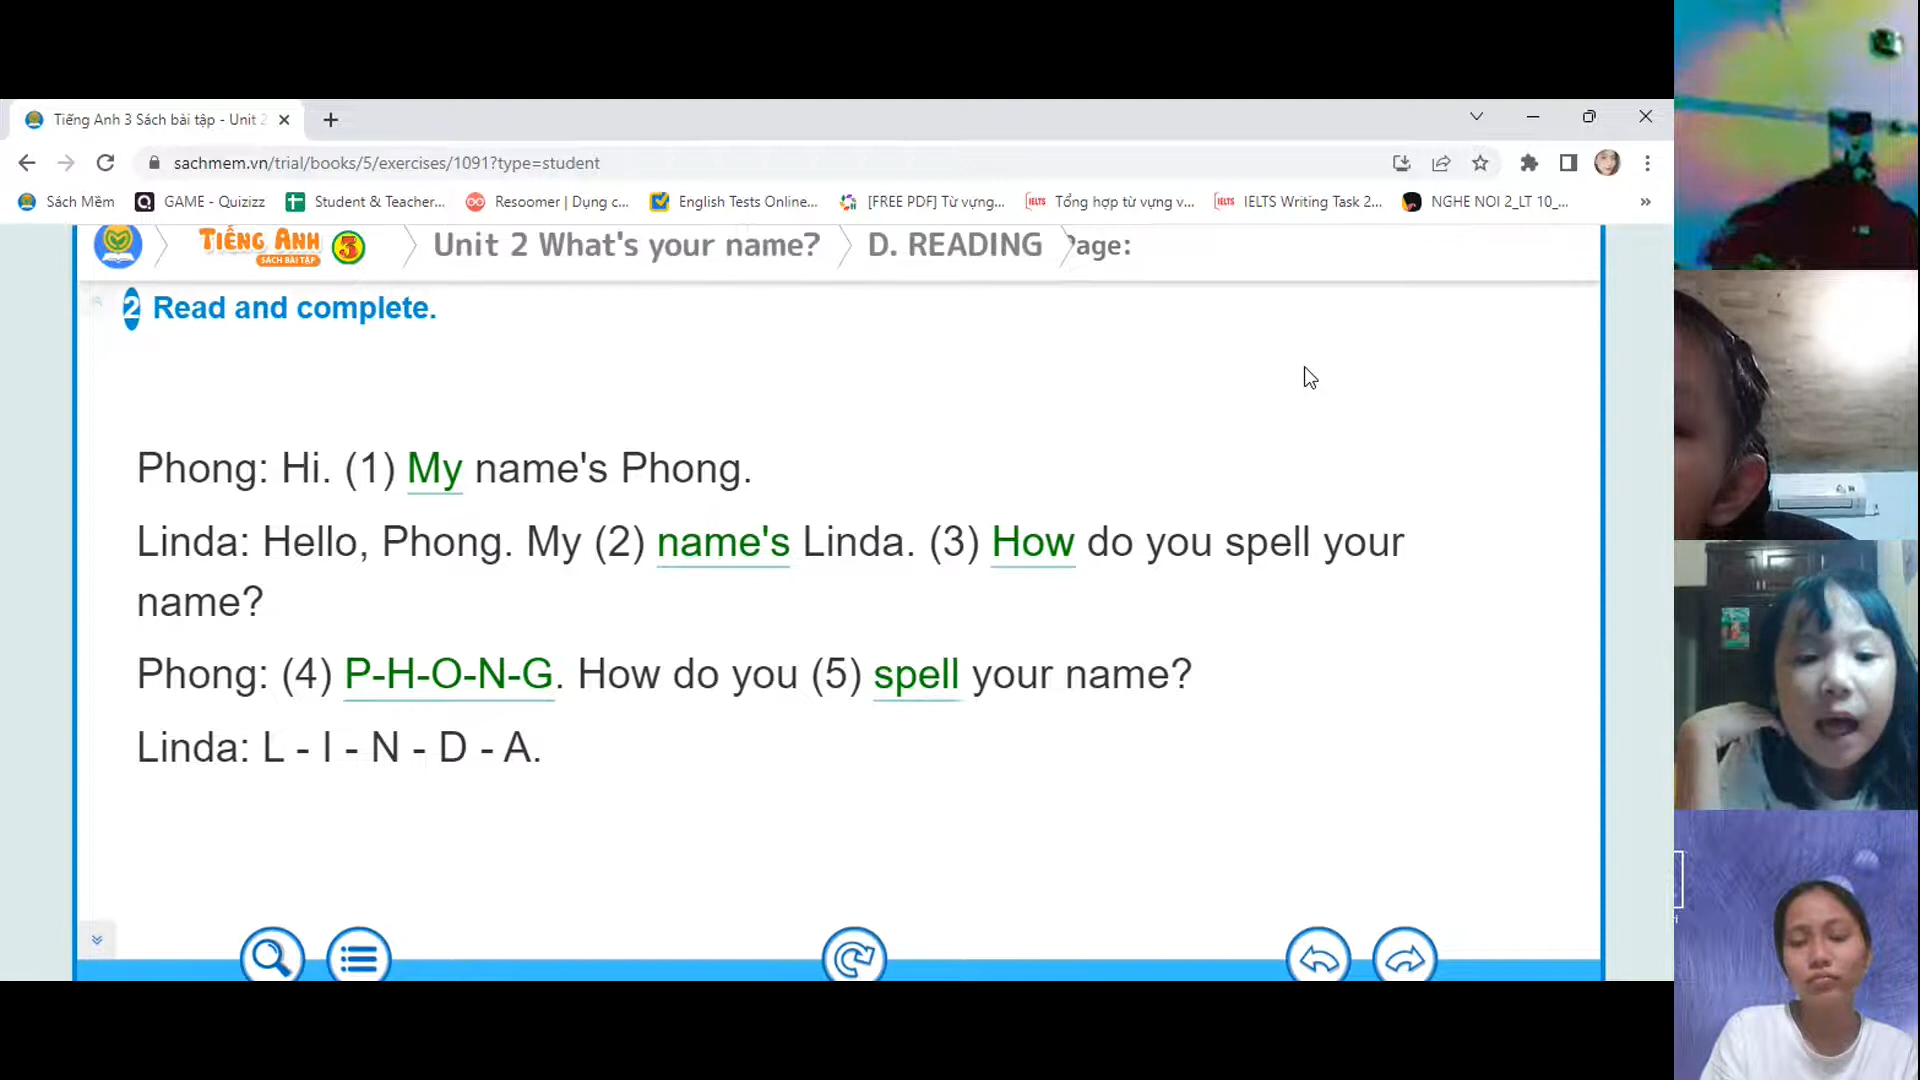 Tiếng Anh 3 Sách bài tập - Unit 2
sachmem.vn/trial/books/5/exercises/1091?type=student
Sách Mềm GAME - Quizizz Student & Teacher... Resoomer | Dụng c... English Tests Online... [FREE PDF] Từ vựng... IELTS Tổng hợp từ vựng v... IELTS IELTS Writing Task 2... NGHE NOI 2_LT 10_... »
TIẾNG ANH 3 Unit 2 What's your name? D. READING Page:
SÁCH BÀI TẬP
2 Read and complete.
Phong: Hi. (1) My name's Phong.
Linda: Hello, Phong. My (2) name's Linda. (3) How do you spell your
name?
Phong: (4) P-H-O-N-G. How do you (5) spell your name?
Linda: L - I - N - D - A.